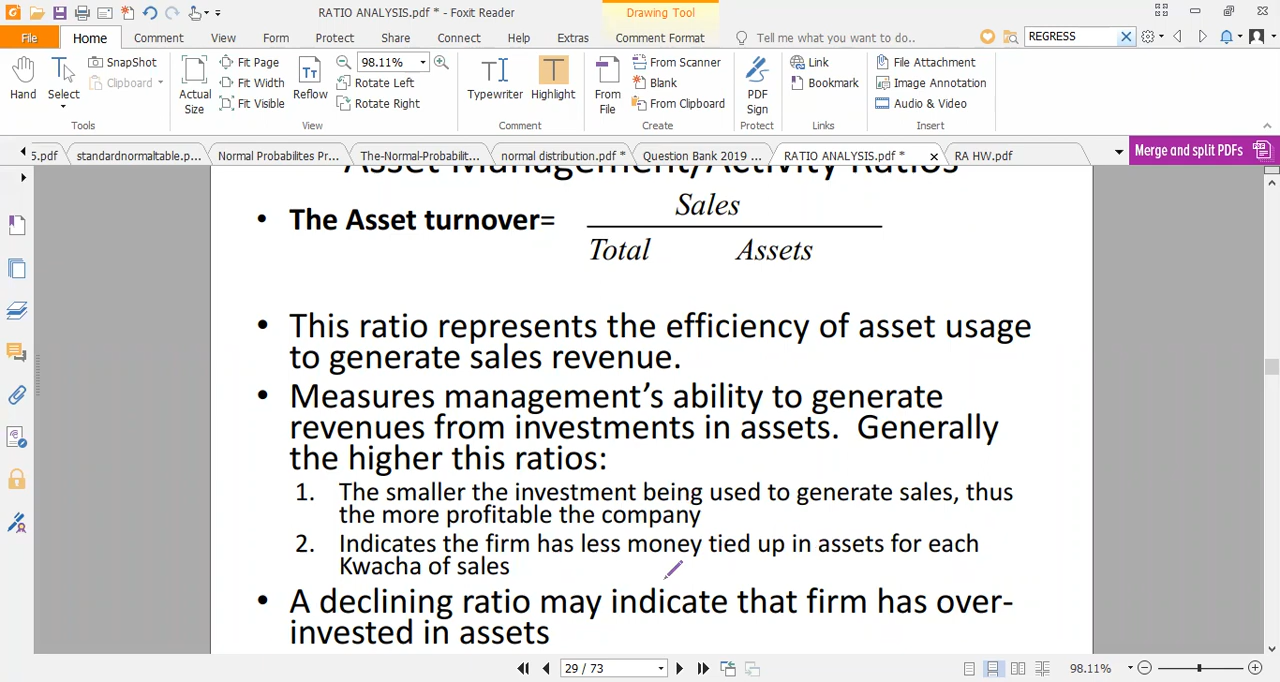 RATIO ANALYSIS.pdf * - Foxit Reader
Drawing Tool
File Home Comment View Form Protect Share Connect Help Extras Comment Format Tell me what you want to do.. REGRESS
SnapShot Fit Page 98.11% From Scanner Link File Attachment
Clipboard Fit Width Rotate Left Blank Bookmark Image Annotation
Hand Select Actual Size Fit Visible Reflow Rotate Right Typewriter Highlight From File From Clipboard PDF Sign Audio & Video
Tools View Comment Create Protect Links Insert
5.pdf standardnormaltable.p... Normal Probabilites Pr... The-Normal-Probabilit... normal distribution.pdf * Question Bank 2019 ... RATIO ANALYSIS.pdf * RA HW.pdf Merge and split PDFs
Asset Management/Activity Ratios
• The Asset turnover= Sales
Total Assets
• This ratio represents the efficiency of asset usage
to generate sales revenue.
• Measures management’s ability to generate
revenues from investments in assets. Generally
the higher this ratios:
1. The smaller the investment being used to generate sales, thus
the more profitable the company
2. Indicates the firm has less money tied up in assets for each
Kwacha of sales
• A declining ratio may indicate that firm has over-
invested in assets
29 / 73 98.11%